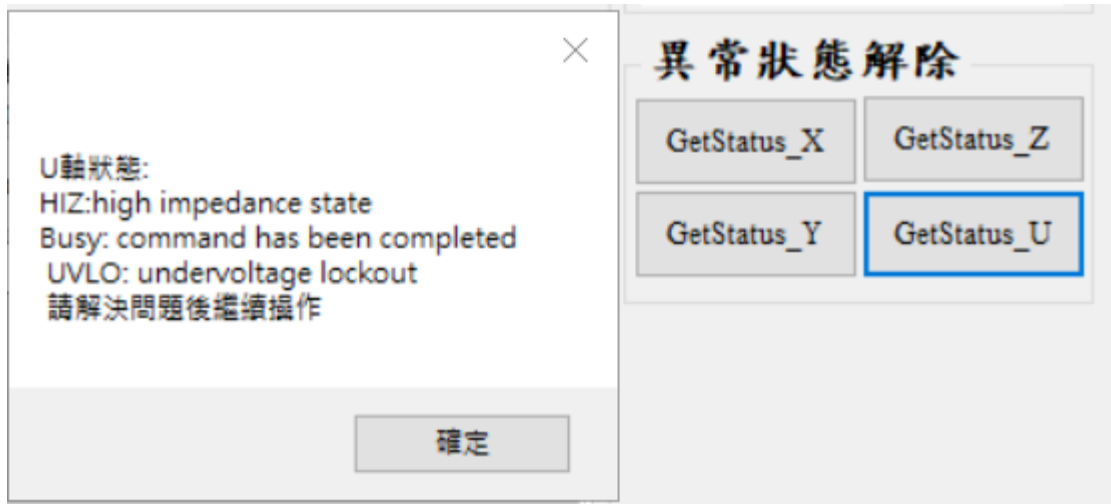 U軸狀態:
HIZ:high impedance state
Busy: command has been completed
UVLO: undervoltage lockout
請解決問題後繼續操作
確定
異常狀態解除
GetStatus_X
GetStatus_Z
GetStatus_Y
GetStatus_U